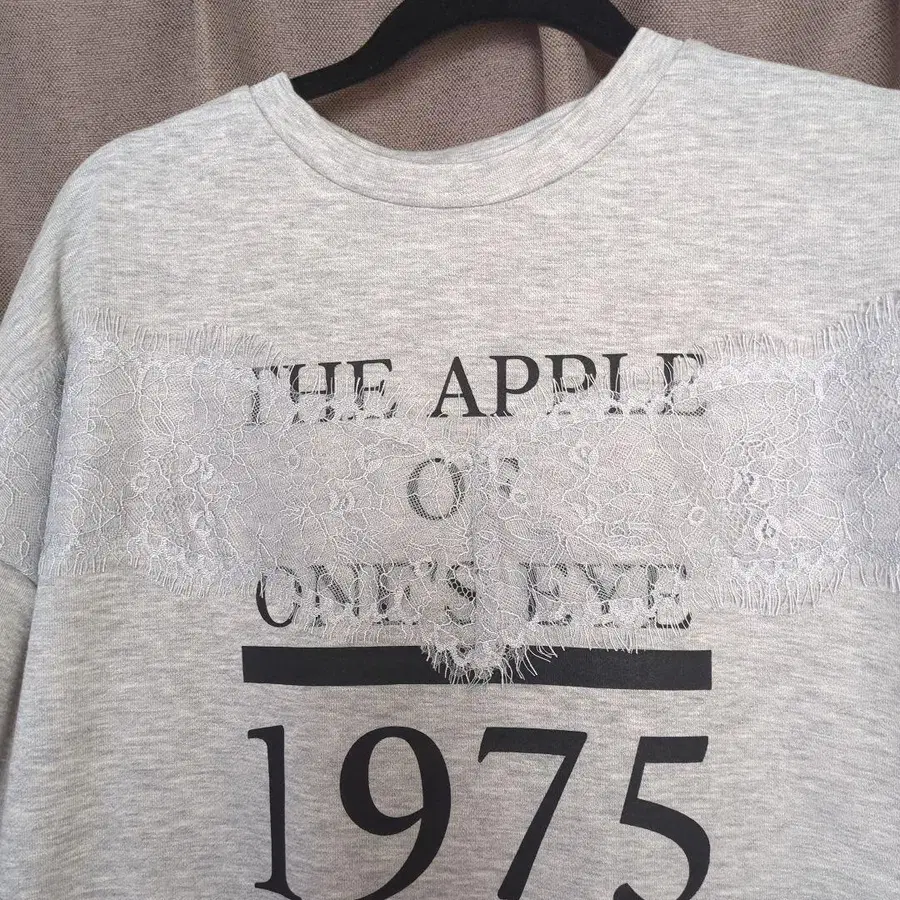 THE APPLE
OF
ONE'S EYE
1975